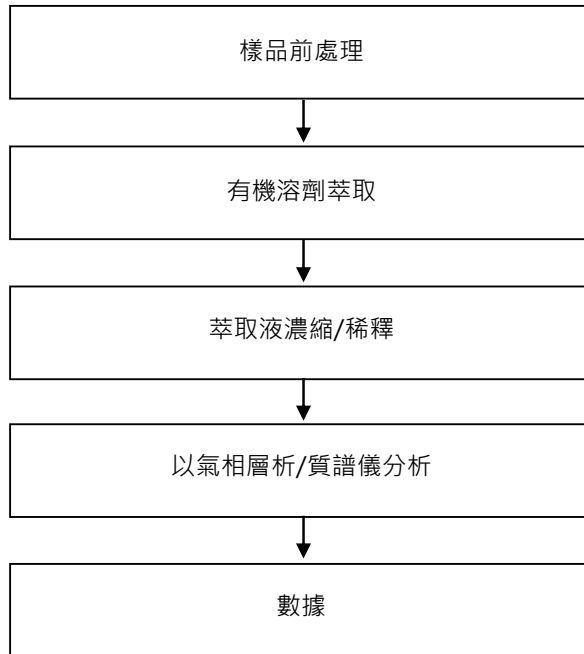 樣品前處理
有機溶劑萃取
萃取液濃縮/稀釋
以氣相層析/質譜儀分析
數據